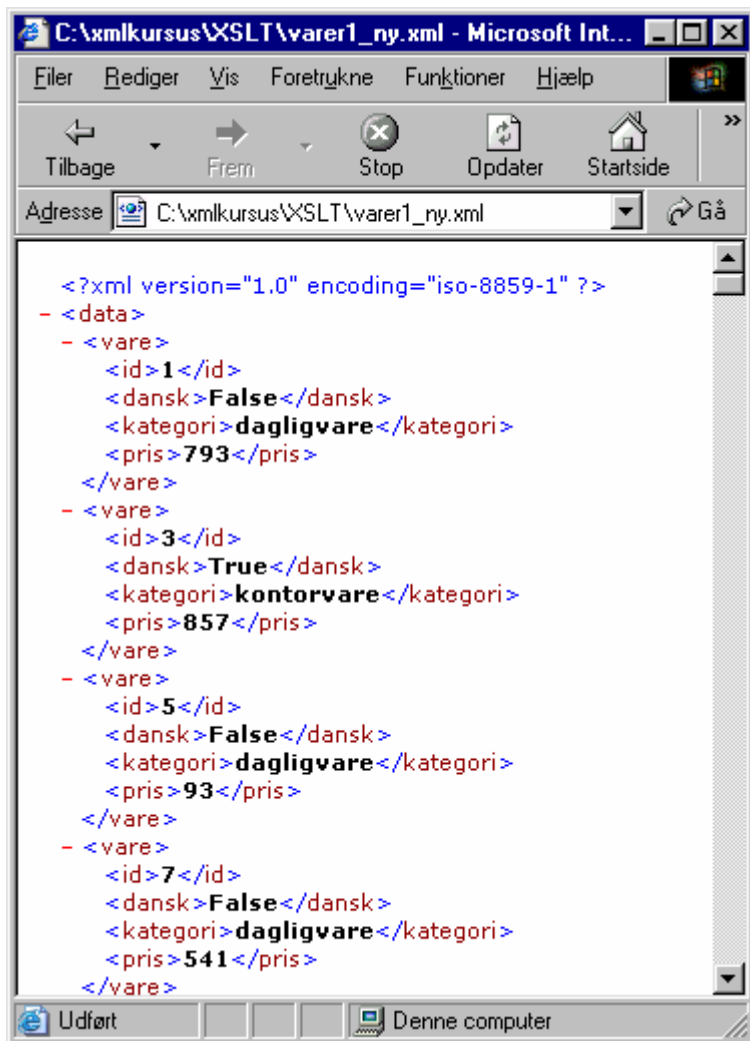 C:\xmlkursus\XSLT\varer1_ny.xml - Microsoft Int...
Filer Rediger Vis Foretrukne Funktioner Hjælp
Tilbage Frem Stop Opdater Startside »
Adresse C:\xmlkursus\XSLT\varer1_ny.xml Gå
<?xml version="1.0" encoding="iso-8859-1" ?>
- <data>
- <vare>
<id>1</id>
<dansk>False</dansk>
<kategori>dagligvare</kategori>
<pris>793</pris>
</vare>
- <vare>
<id>3</id>
<dansk>True</dansk>
<kategori>kontorvare</kategori>
<pris>857</pris>
</vare>
- <vare>
<id>5</id>
<dansk>False</dansk>
<kategori>dagligvare</kategori>
<pris>93</pris>
</vare>
- <vare>
<id>7</id>
<dansk>False</dansk>
<kategori>dagligvare</kategori>
<pris>541</pris>
</vare>
Udført Denne computer